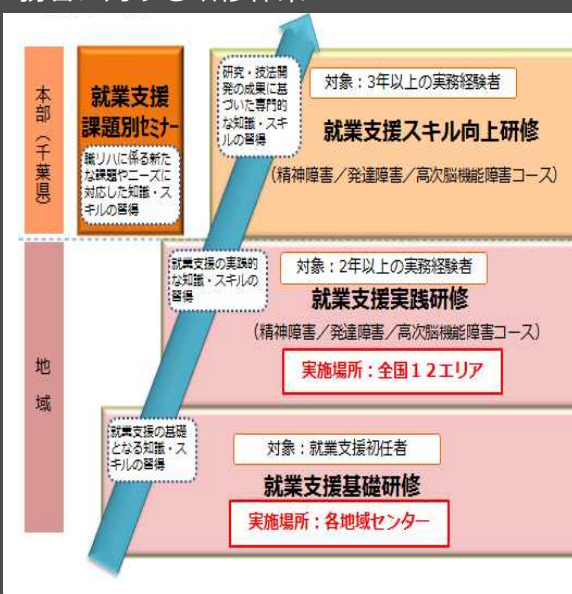 本部（千葉県）
就業支援
課題別セミナー
職リハに係る新た
な課題やニーズに
対応した知識・ス
キルの習得
研究・技法開
発の成果に基
づいた専門的
な知識・スキ
ルの習得
対象：3年以上の実務経験者
就業支援スキル向上研修
（精神障害／発達障害／高次脳機能障害コース）
地域
就業支援の実践的
な知識・スキルの
習得
対象：2年以上の実務経験者
就業支援実践研修
（精神障害／発達障害／高次脳機能障害コース）
実施場所：全国１２エリア
就業支援の基礎
となる知識・ス
キルの習得
対象：就業支援初任者
就業支援基礎研修
実施場所：各地域センター